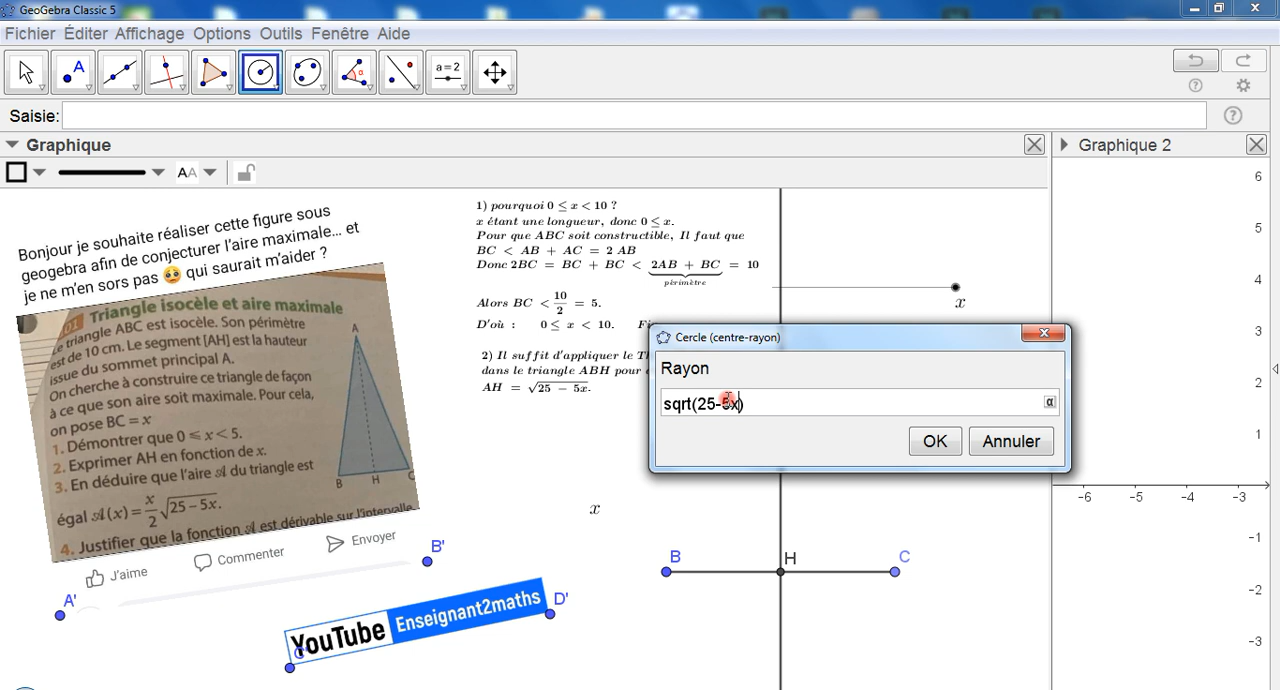 GeoGebra Classic 5
Fichier Éditer Affichage Options Outils Fenêtre Aide
A
a = 2
Saisie:
Graphique
Graphique 2
AA
Bonjour je souhaite réaliser cette figure sous
geogebra afin de conjecturer l'aire maximale... et
je ne m'en sors pas 🥺 qui saurait m'aider ?
Triangle isocèle et aire maximale
triangle ABC est isocèle. Son périmètre
est de 10 cm. Le segment [AH] est la hauteur
issue du sommet principal A.
On cherche à construire ce triangle de façon
à ce que son aire soit maximale. Pour cela,
on pose BC = x
1. Démontrer que 0 ⩽ x < 5.
2. Exprimer AH en fonction de x.
3. En déduire que l'aire 𝒜 du triangle est
égal 𝒜(x) = x/2 √(25 − 5x).
4. Justifier que la fonction 𝒜 est dérivable sur l'intervalle
A
B H C
J'aime Commenter Envoyer
A'
B'
YouTube Enseignant2maths
C'
D'
1) pourquoi 0 ≤ x < 10 ?
x étant une longueur, donc 0 ≤ x.
Pour que ABC soit constructible, Il faut que
BC < AB + AC = 2 AB
Donc 2BC = BC + BC < 2AB + BC = 10
périmètre
Alors BC < 10/2 = 5.
D'où : 0 ≤ x < 10.
2) Il suffit d'appliquer le
dans le triangle ABH pour
AH = √(25 − 5x).
x
x
Cercle (centre-rayon)
Rayon
sqrt(25-5x)
α
OK Annuler
B H C
6
5
4
3
2
1
-6 -5 -4 -3
-1
-2
-3